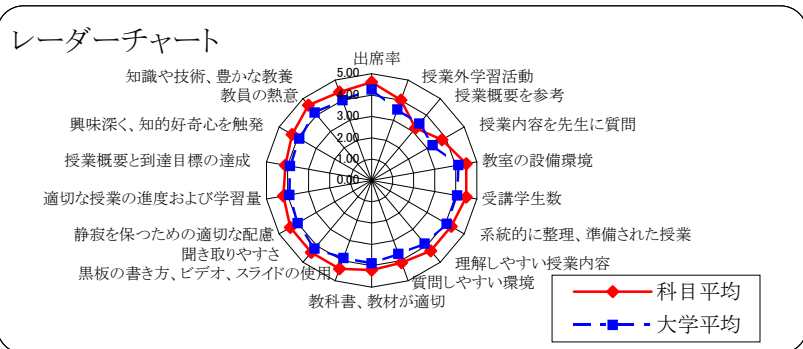 レーダーチャート
出席率
授業外学習活動
授業概要を参考
授業内容を先生に質問
教室の設備環境
受講学生数
系統的に整理、準備された授業
理解しやすい授業内容
質問しやすい環境
教科書、教材が適切
黒板の書き方、ビデオ、スライドの使用
聞き取りやすさ
静寂を保つための適切な配慮
適切な授業の進度および学習量
授業概要と到達目標の達成
興味深く、知的好奇心を触発
教員の熱意
知識や技術、豊かな教養
5.00
4.00
3.00
2.00
1.00
0.00
科目平均
大学平均